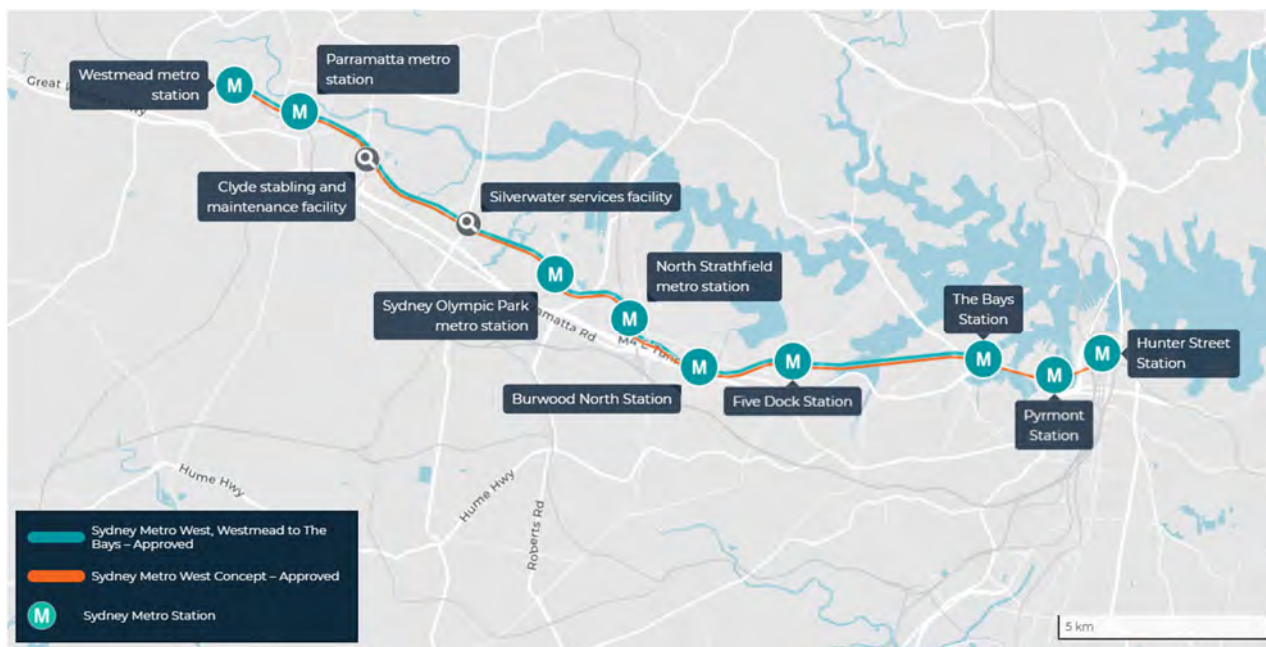 Great W
Hwy
Westmead metro
station
M
Parramatta metro
station
M
Clyde stabling and
maintenance facility
Silverwater services facility
M
Sydney Olympic Park
metro station
North Strathfield
metro station
M
Parramatta Rd
M4 E Tunn
M
Burwood North Station
M
Five Dock Station
The Bays
Station
M
M
Pyrmont
Station
M
Hunter Street
Station
Hume Hwy
Hume Hwy
Roberts Rd
Sydney Metro West, Westmead to The
Bays – Approved
Sydney Metro West Concept – Approved
M
Sydney Metro Station
5 km